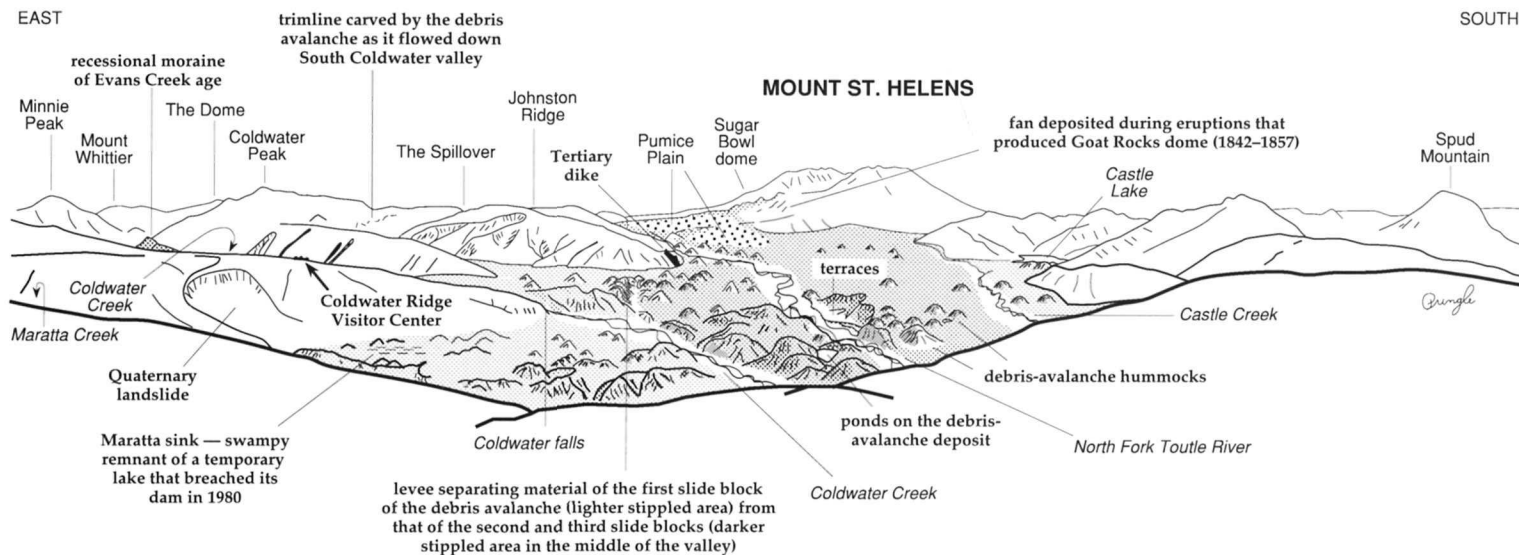 EAST
SOUTH
trimline carved by the debris
avalanche as it flowed down
South Coldwater valley
recessional moraine
of Evans Creek age
MOUNT ST. HELENS
Minnie
Peak
Mount
Whittier
The Dome
Coldwater
Peak
The Spillover
Johnston
Ridge
Tertiary
dike
Pumice
Plain
Sugar
Bowl
dome
fan deposited during eruptions that
produced Goat Rocks dome (1842–1857)
Castle
Lake
Spud
Mountain
terraces
Coldwater
Creek
Coldwater Ridge
Visitor Center
Maratta Creek
Castle Creek
Pringle
Quaternary
landslide
debris-avalanche hummocks
Maratta sink — swampy
remnant of a temporary
lake that breached its
dam in 1980
Coldwater falls
ponds on the debris-
avalanche deposit
North Fork Toutle River
levee separating material of the first slide block
of the debris avalanche (lighter stippled area) from
that of the second and third slide blocks (darker
stippled area in the middle of the valley)
Coldwater Creek